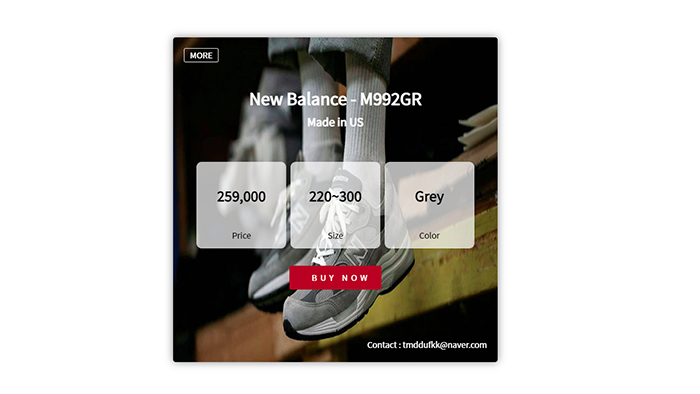 MORE
New Balance - M992GR
Made in US
259,000 220~300 Grey
Price Size Color
BUY NOW
Contact : tmddufkk@naver.com